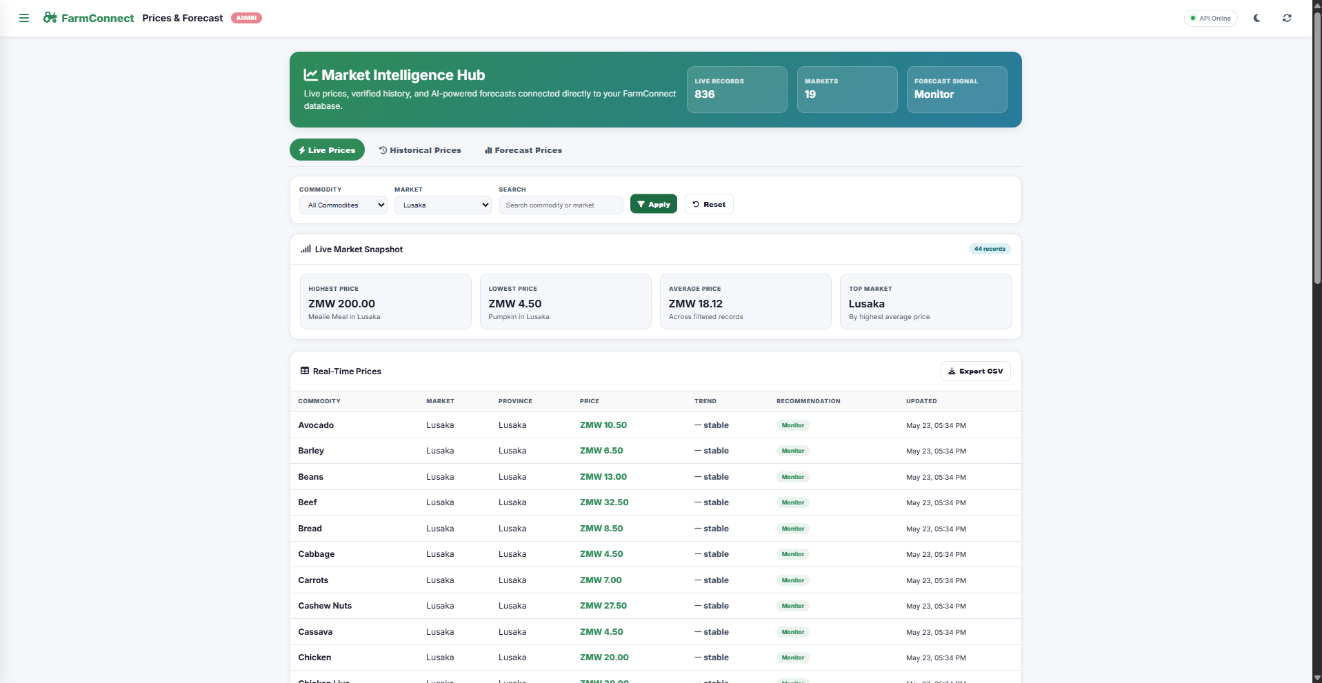 FarmConnect Prices & Forecast ADMIN
API Online
Market Intelligence Hub
Live prices, verified history, and AI-powered forecasts connected directly to your FarmConnect
database.
LIVE RECORDS
836
MARKETS
19
FORECAST SIGNAL
Monitor
Live Prices Historical Prices Forecast Prices
COMMODITY MARKET SEARCH
All Commodities Lusaka Search commodity or market Apply Reset
Live Market Snapshot 44 records
HIGHEST PRICE
ZMW 200.00
Mealie Meal in Lusaka
LOWEST PRICE
ZMW 4.50
Pumpkin in Lusaka
AVERAGE PRICE
ZMW 18.12
Across filtered records
TOP MARKET
Lusaka
By highest average price
Real-Time Prices Export CSV
COMMODITY MARKET PROVINCE PRICE TREND RECOMMENDATION UPDATED
Avocado Lusaka Lusaka ZMW 10.50 — stable Monitor May 23, 05:34 PM
Barley Lusaka Lusaka ZMW 6.50 — stable Monitor May 23, 05:34 PM
Beans Lusaka Lusaka ZMW 13.00 — stable Monitor May 23, 05:34 PM
Beef Lusaka Lusaka ZMW 32.50 — stable Monitor May 23, 05:34 PM
Bread Lusaka Lusaka ZMW 8.50 — stable Monitor May 23, 05:34 PM
Cabbage Lusaka Lusaka ZMW 4.50 — stable Monitor May 23, 05:34 PM
Carrots Lusaka Lusaka ZMW 7.00 — stable Monitor May 23, 05:34 PM
Cashew Nuts Lusaka Lusaka ZMW 27.50 — stable Monitor May 23, 05:34 PM
Cassava Lusaka Lusaka ZMW 4.50 — stable Monitor May 23, 05:34 PM
Chicken Lusaka Lusaka ZMW 20.00 — stable Monitor May 23, 05:34 PM